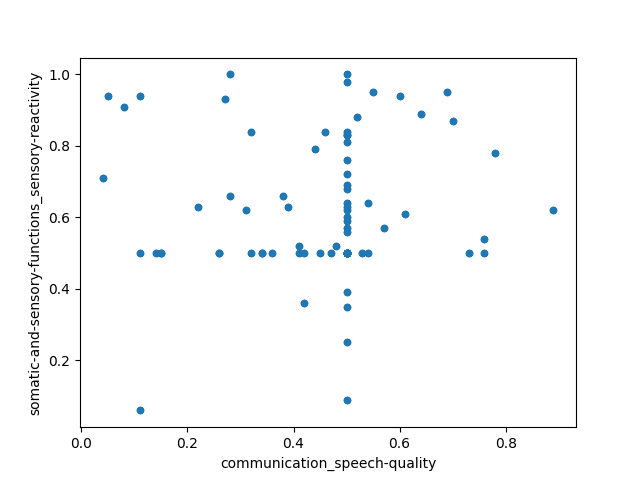 1.0
0.8
0.6
0.4
0.2
somatic-and-sensory-functions_sensory-reactivity
0.0 0.2 0.4 0.6 0.8
communication_speech-quality